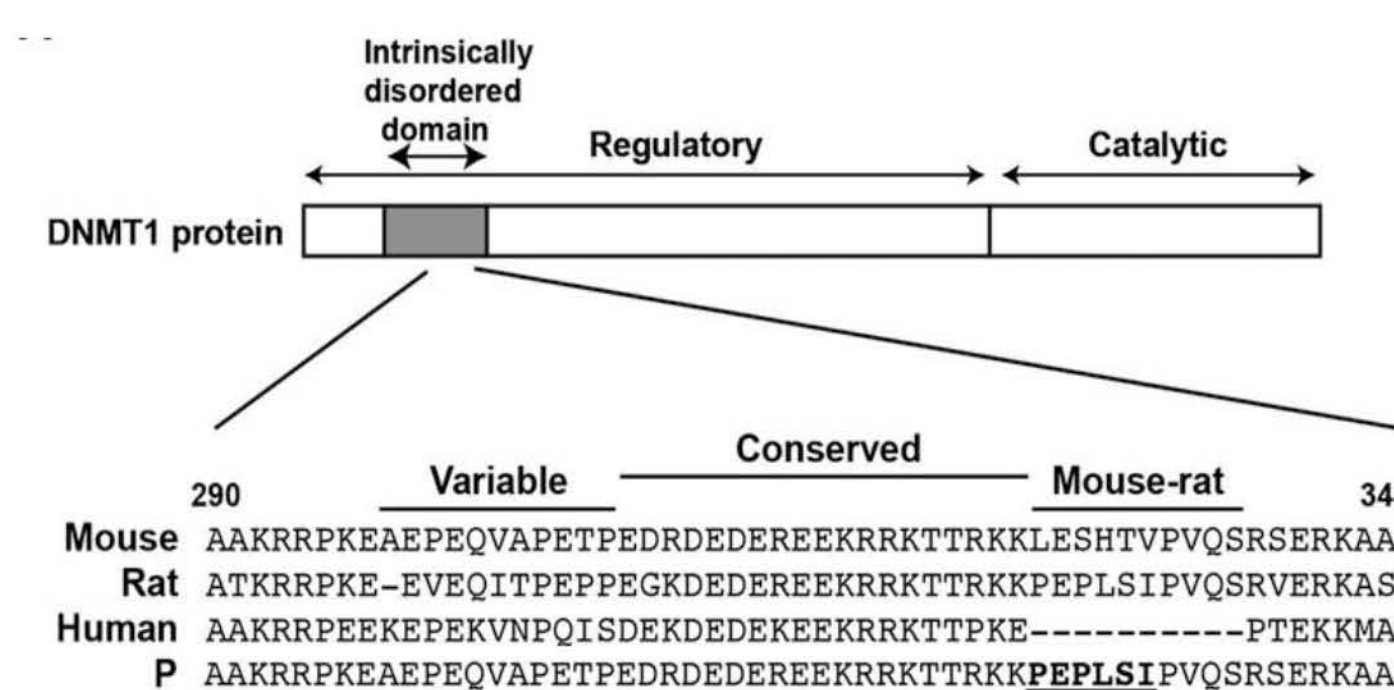 Intrinsically
disordered
domain
Regulatory
Catalytic
DNMT1 protein
Conserved
Variable
Mouse-rat
290
34
Mouse AAKRRPKEAEPEQVAPETPEDRDEDEREEKRRKTTRKKLESHTVPVQSRSERKAA
Rat ATKRRPKE-EVEQITPEPPEGKDEDEREEKRRKTTRKKPEPLSIPVQSRVERKAS
Human AAKRRPEEKEPEKVNPQISDEKDEDEKEEKRRKTTPKE----------PTEKKMA
P AAKRRPKEAEPEQVAPETPEDRDEDEREEKRRKTTRKKPEPLSIPVQSRSERKAA